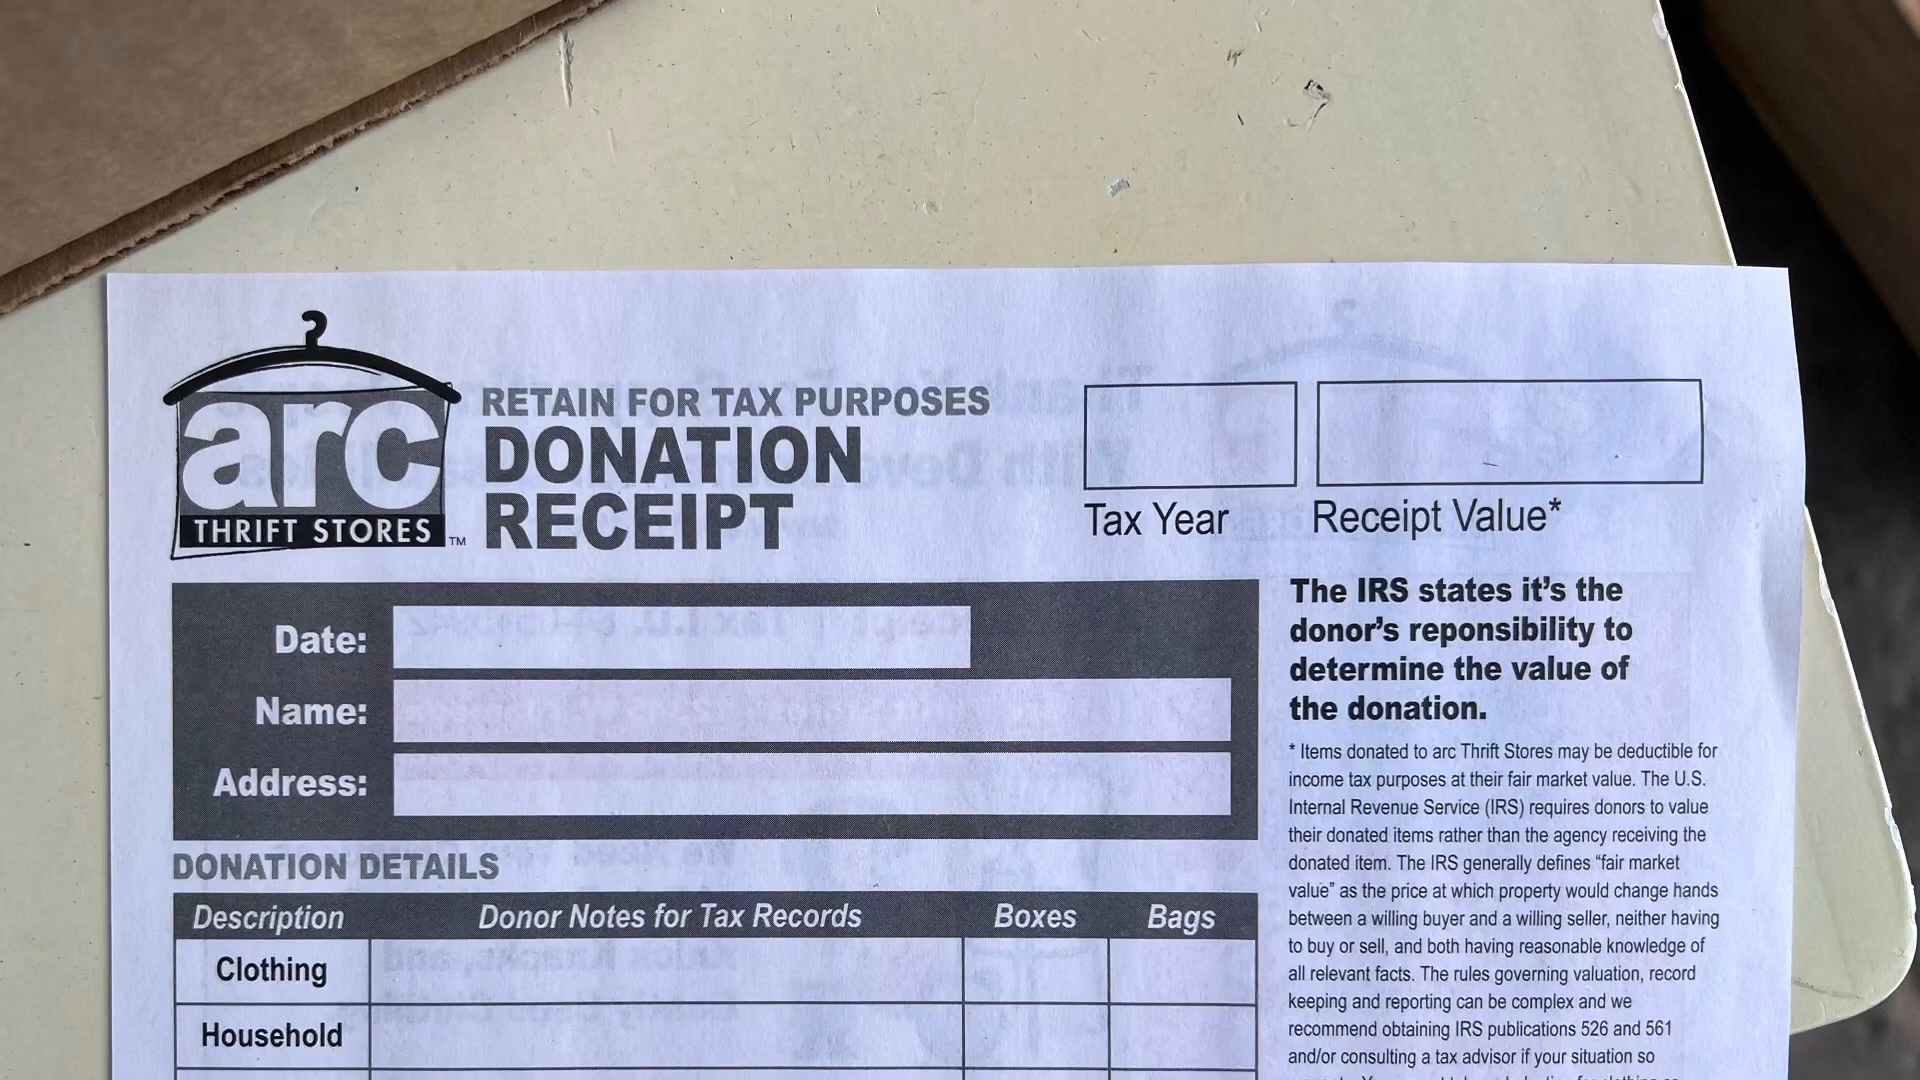 arc
THRIFT STORES ™
RETAIN FOR TAX PURPOSES
DONATION
RECEIPT
Tax Year
Receipt Value*
Date:
Name:
Address:
The IRS states it's the
donor's reponsibility to
determine the value of
the donation.
* Items donated to arc Thrift Stores may be deductible for
income tax purposes at their fair market value. The U.S.
Internal Revenue Service (IRS) requires donors to value
their donated items rather than the agency receiving the
donated item. The IRS generally defines “fair market
value” as the price at which property would change hands
between a willing buyer and a willing seller, neither having
to buy or sell, and both having reasonable knowledge of
all relevant facts. The rules governing valuation, record
keeping and reporting can be complex and we
recommend obtaining IRS publications 526 and 561
and/or consulting a tax advisor if your situation so
DONATION DETAILS
Description Donor Notes for Tax Records Boxes Bags
Clothing
Household